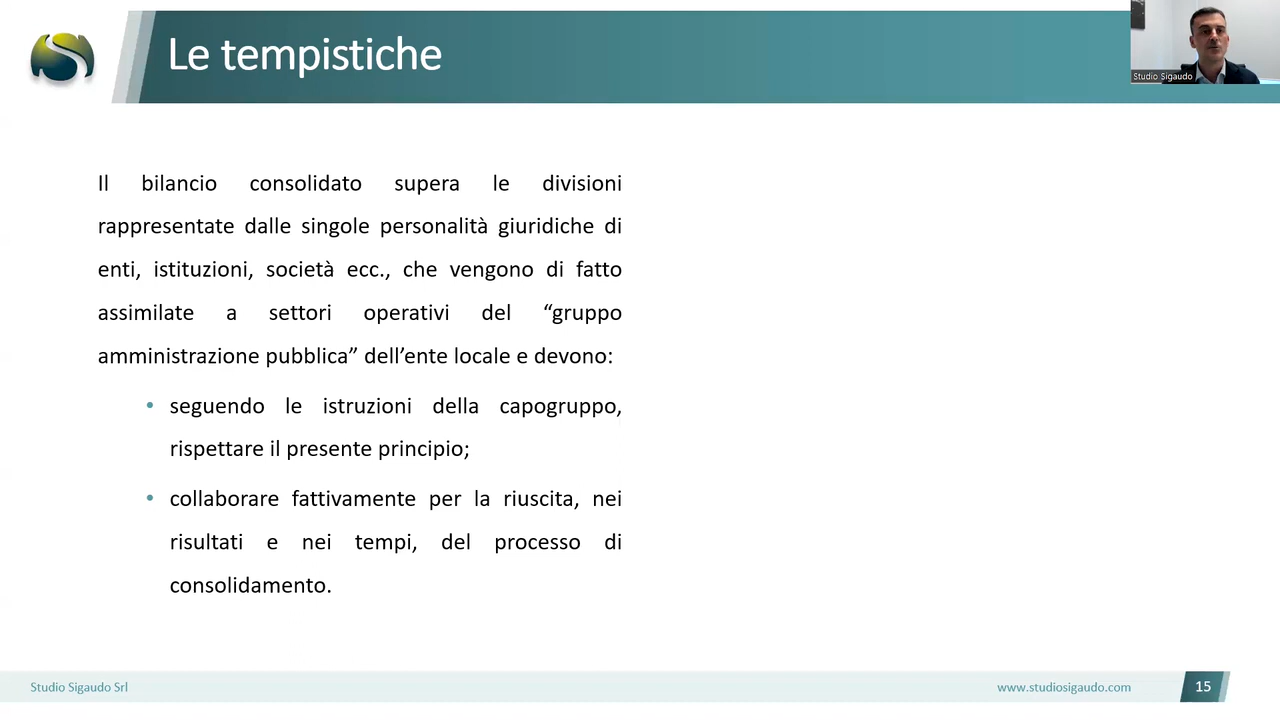 Le tempistiche
Studio Sigaudo
Il bilancio consolidato supera le divisioni
rappresentate dalle singole personalità giuridiche di
enti, istituzioni, società ecc., che vengono di fatto
assimilate a settori operativi del “gruppo
amministrazione pubblica” dell’ente locale e devono:
• seguendo le istruzioni della capogruppo,
rispettare il presente principio;
• collaborare fattivamente per la riuscita, nei
risultati e nei tempi, del processo di
consolidamento.
Studio Sigaudo Srl
www.studiosigaudo.com
15